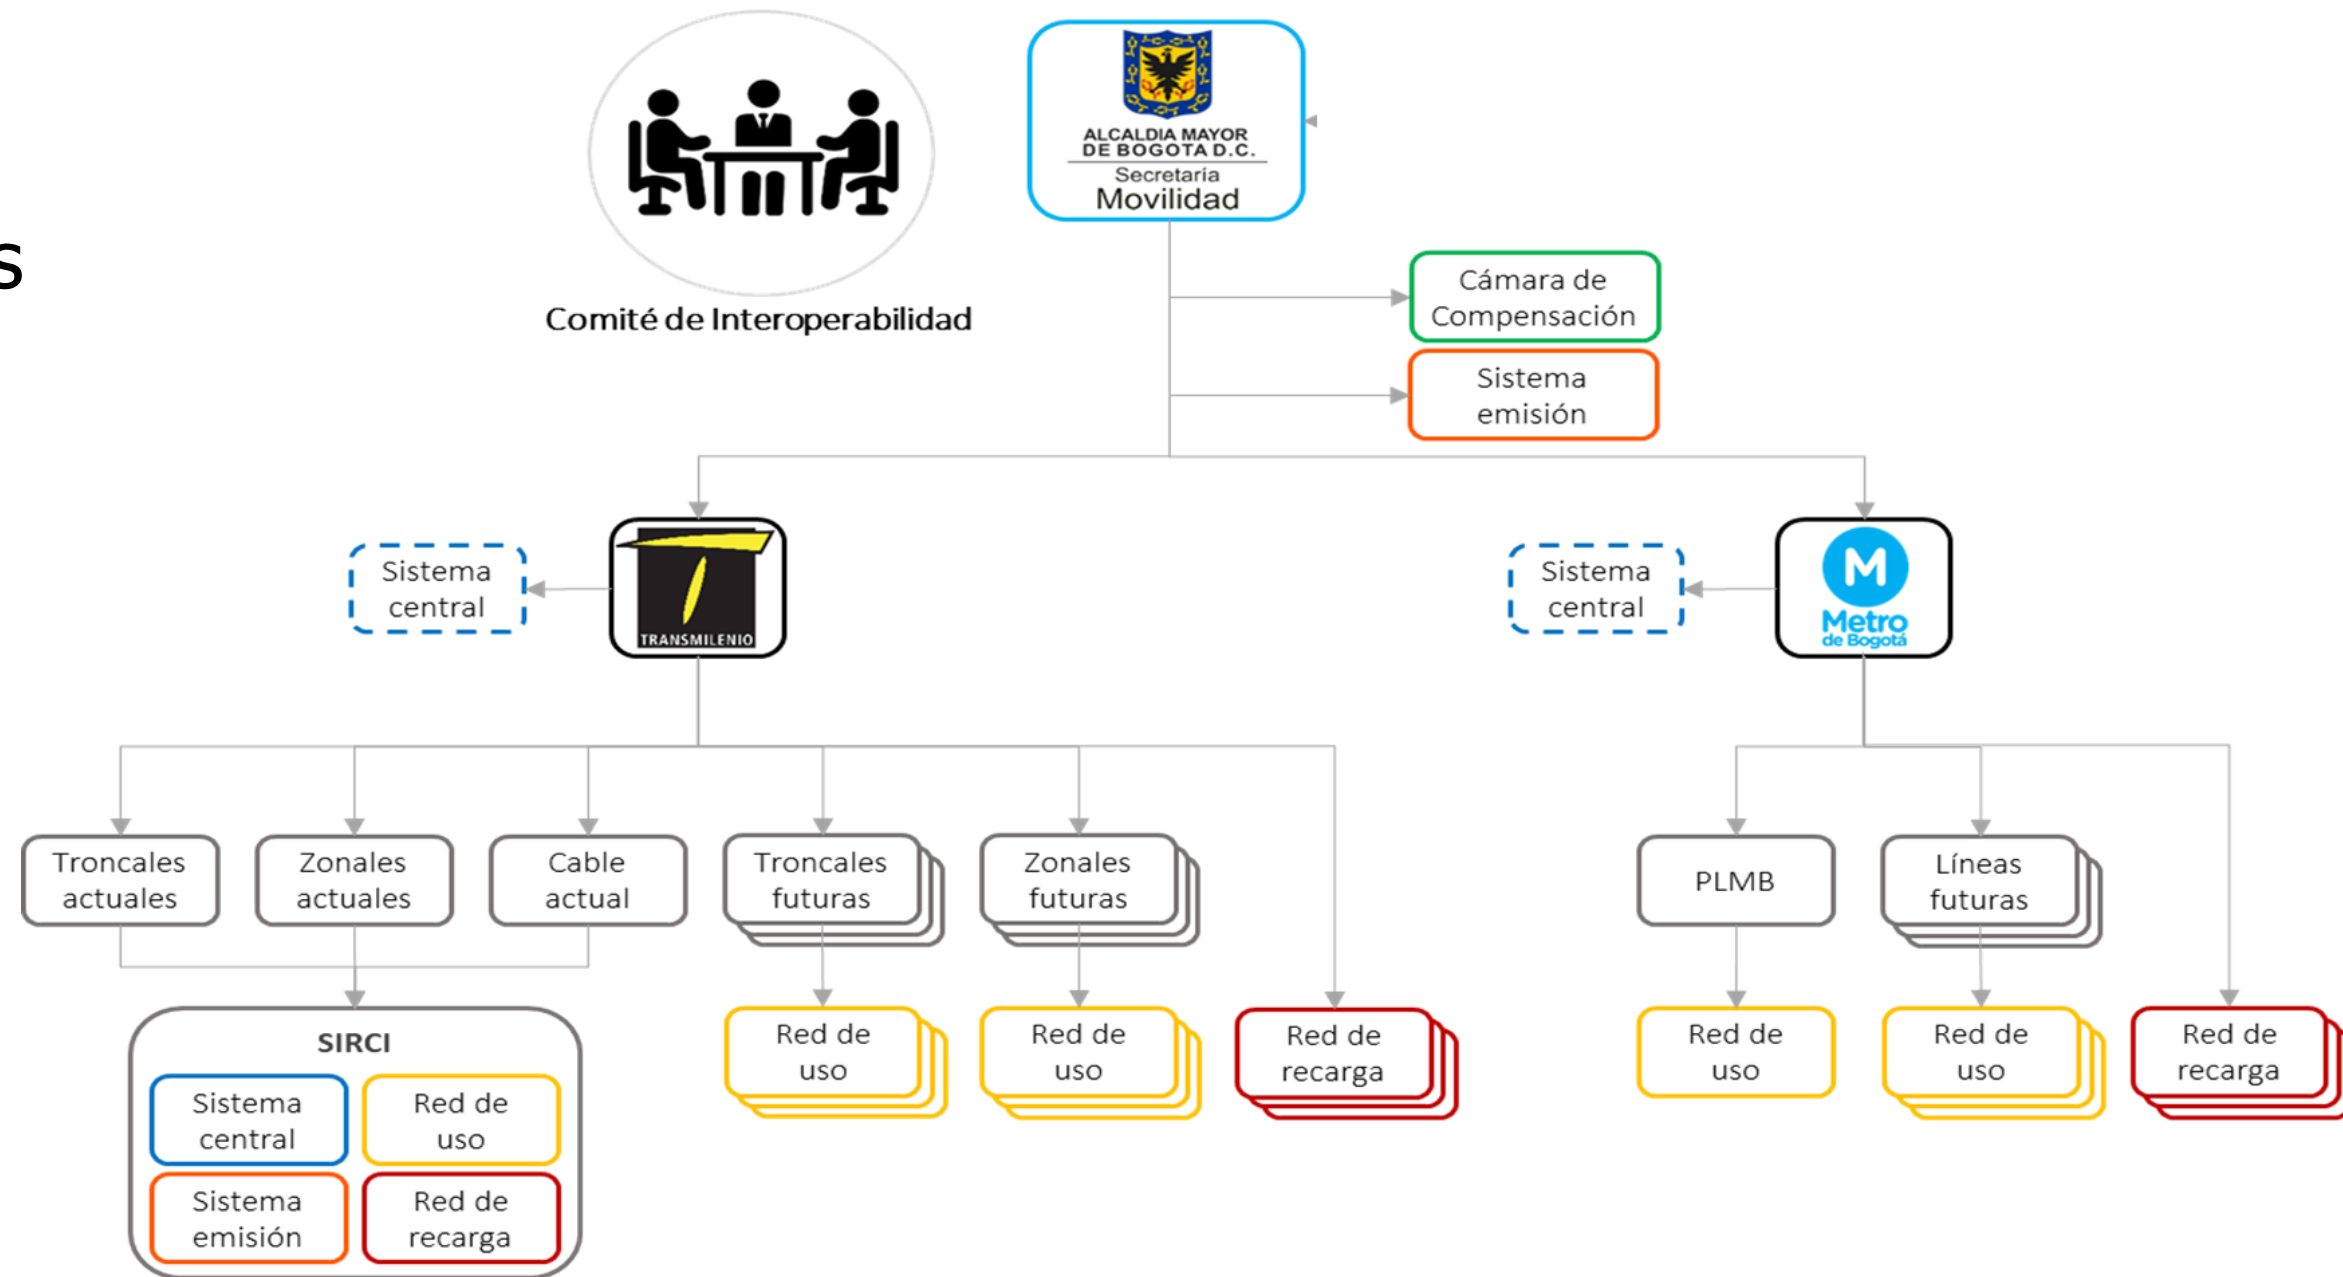 s
ALCALDIA MAYOR
DE BOGOTA D.C.
Secretaría
Movilidad
Comité de Interoperabilidad
Cámara de
Compensación
Sistema
emisión
Sistema
central
TRANSMILENIO
Sistema
central
M
Metro
de Bogotá
Troncales
actuales
Zonales
actuales
Cable
actual
Troncales
futuras
Zonales
futuras
PLMB
Líneas
futuras
SIRCI
Sistema
central
Red de
uso
Sistema
emisión
Red de
recarga
Red de
uso
Red de
uso
Red de
recarga
Red de
uso
Red de
uso
Red de
recarga